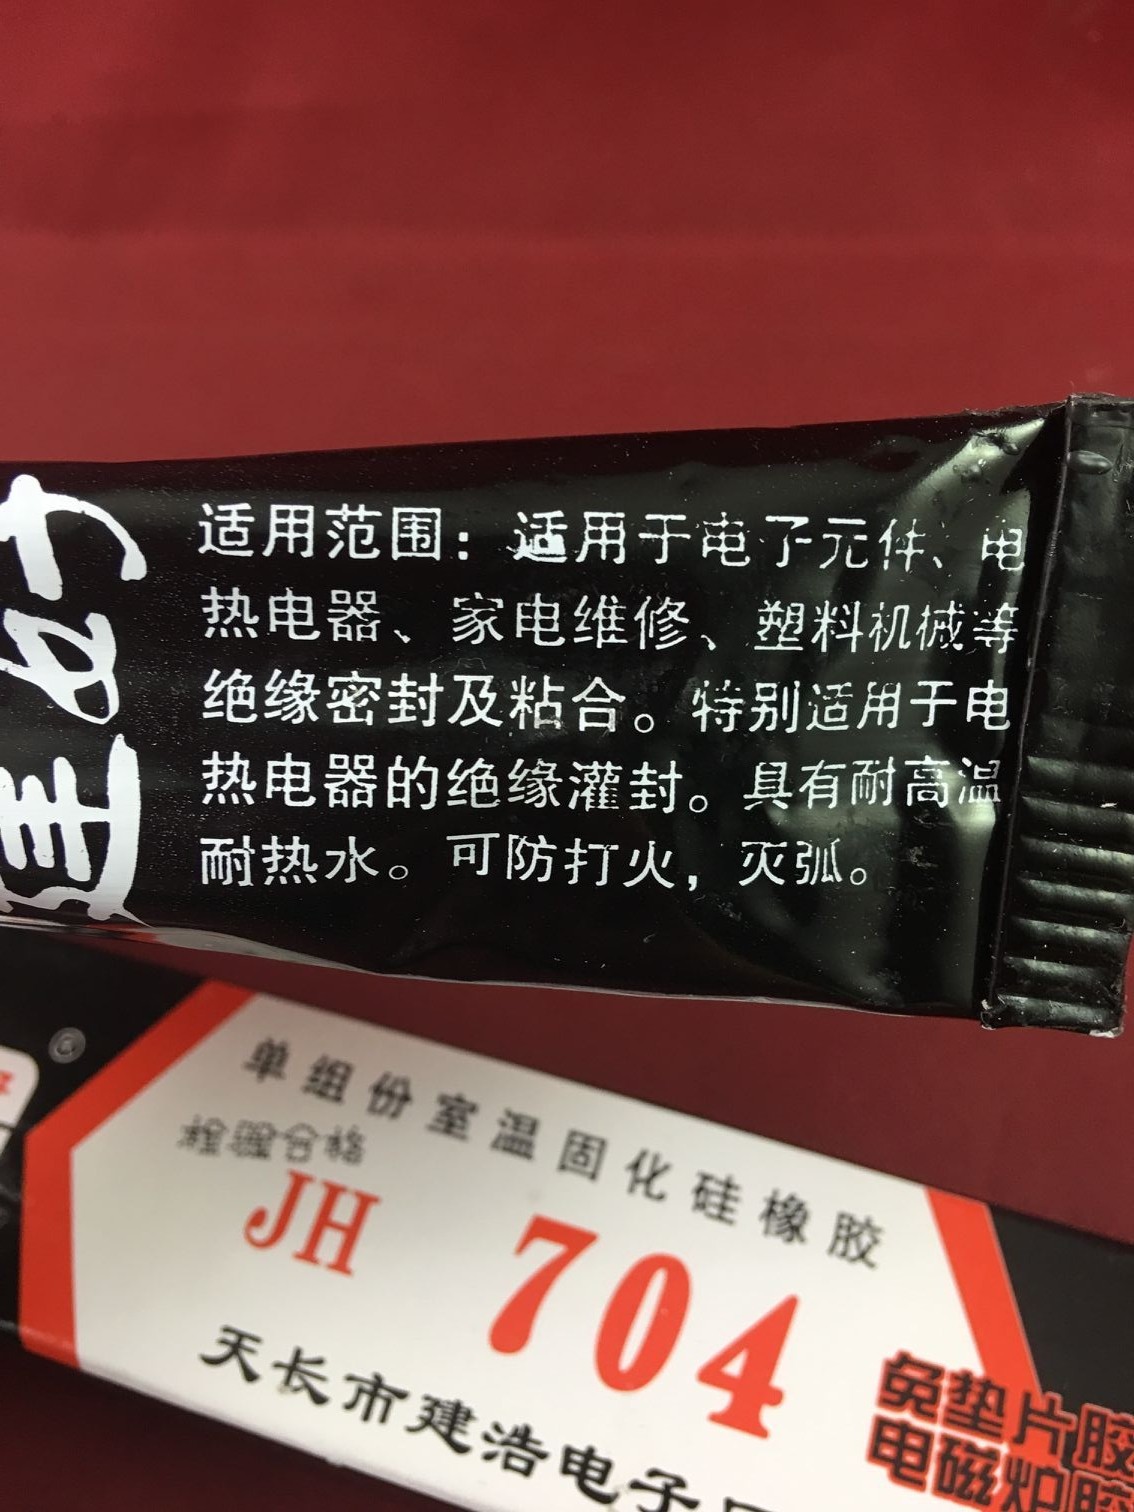 适用范围：适用于电子元件、电
热电器、家电维修、塑料机械等
绝缘密封及粘合。特别适用于电
热电器的绝缘灌封。具有耐高温
耐热水。可防打火，灭弧。
单组份室温固化硅橡胶
检验合格
JH 704
天长市建浩电子
免垫片胶
电磁炉胶